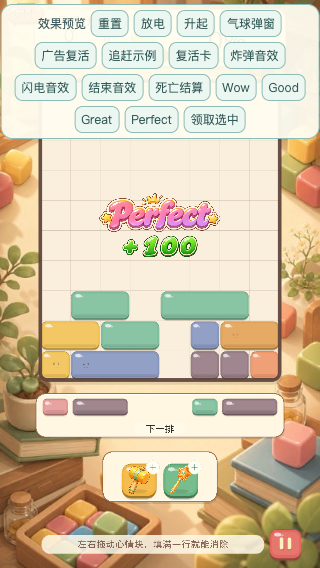 效果预览 重置 放电 升起 气球弹窗
广告复活 追赶示例 复活卡 炸弹音效
闪电音效 结束音效 死亡结算 Wow Good
Great Perfect 领取选中
Perfect
+100
下一排
左右拖动心情块，填满一行就能消除